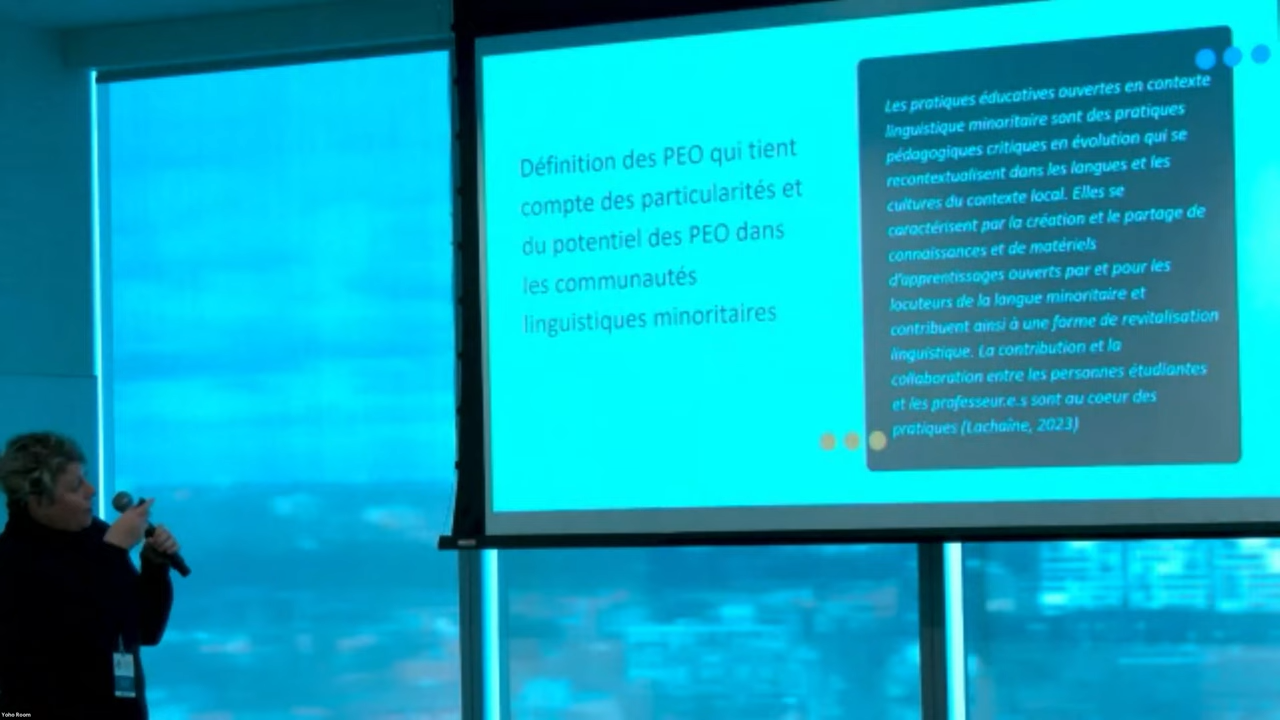 Définition des PEO qui tient
compte des particularités et
du potentiel des PEO dans
les communautés
linguistiques minoritaires
Les pratiques éducatives ouvertes en contexte
linguistique minoritaire sont des pratiques
pédagogiques critiques en évolution qui se
recontextualisent dans les langues et les
cultures du contexte local. Elles se
caractérisent par la création et le partage de
connaissances et de matériels
d'apprentissages ouverts par et pour les
locuteurs de la langue minoritaire et
contribuent ainsi à une forme de revitalisation
linguistique. La contribution et la
collaboration entre les personnes étudiantes
et les professeur.e.s sont au coeur des
pratiques (Lachaîne, 2023)
Yoho Room